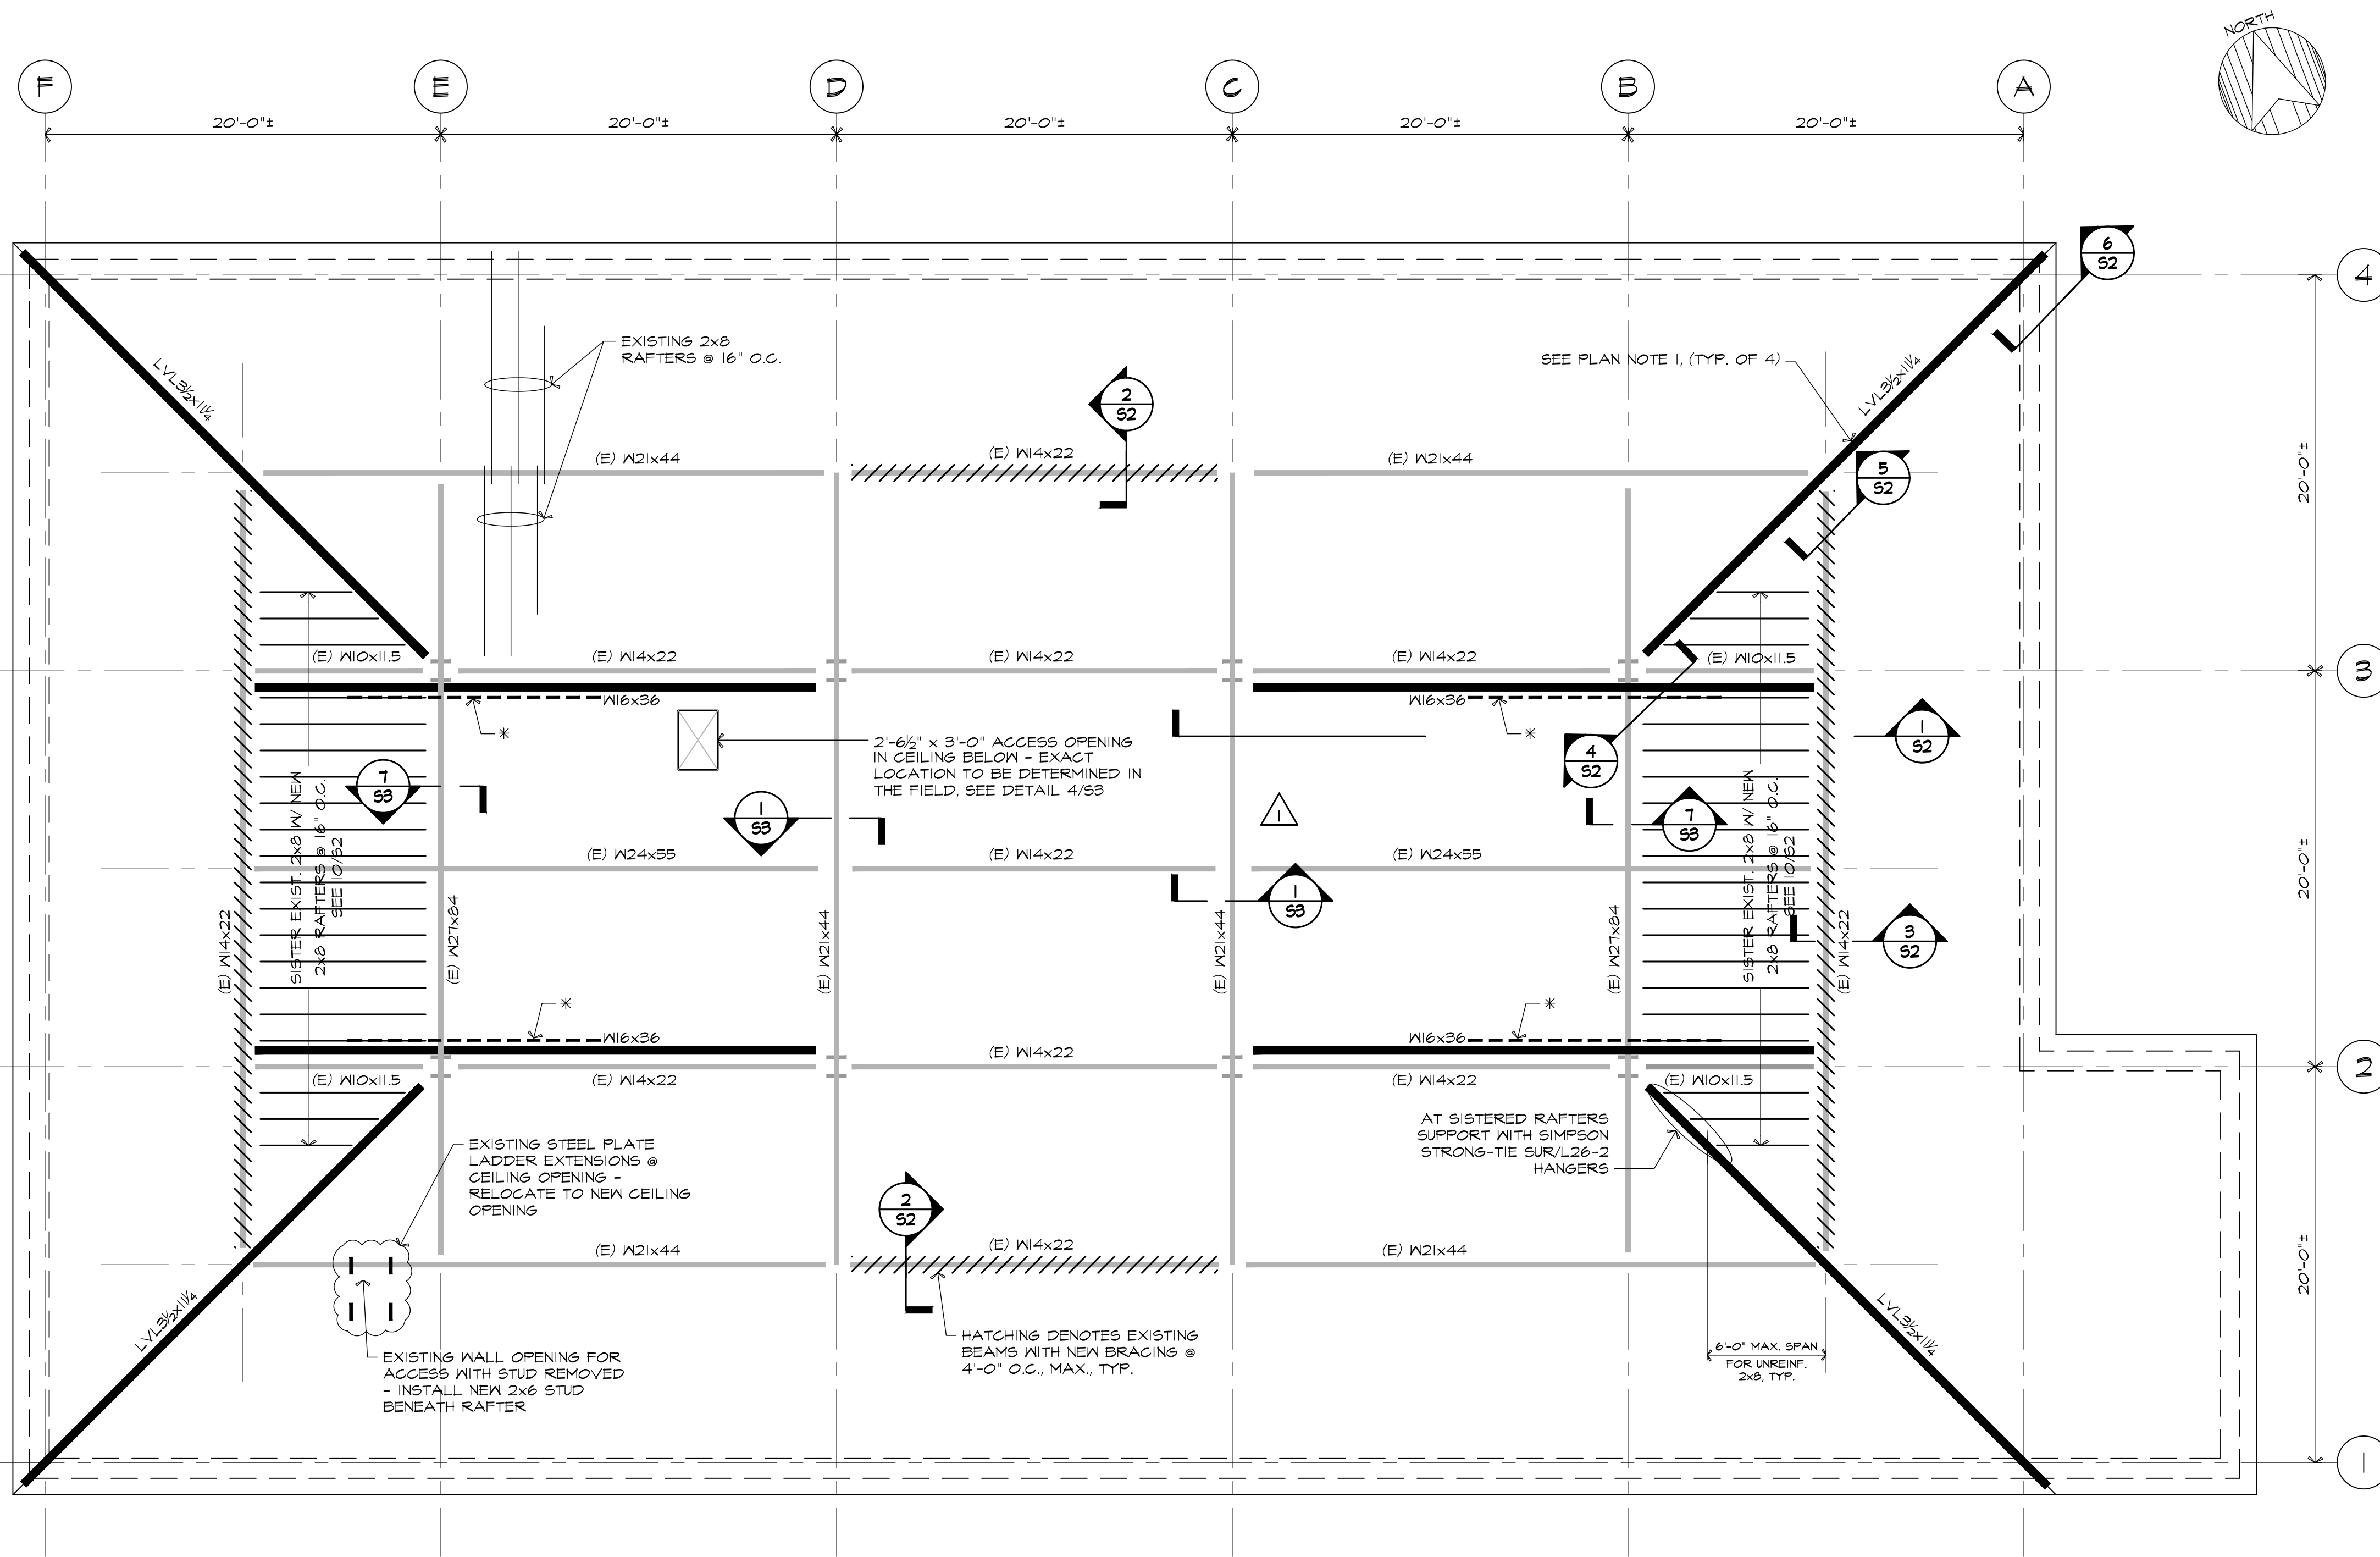 NORTH
F
E
D
C
B
A
20'-0"±
20'-0"±
20'-0"±
20'-0"±
20'-0"±
6
S2
4
EXISTING 2x8
RAFTERS @ 16" O.C.
SEE PLAN NOTE 1, (TYP. OF 4)
LVL3½x11¼
LVL3½x11¼
2
S2
(E) W21x44
(E) W14x22
(E) W21x44
5
S2
20'-0"±
(E) W10x11.5
(E) W14x22
(E) W14x22
(E) W14x22
(E) W10x11.5
3
W16x36
W16x36
*
*
2'-6½" x 3'-0" ACCESS OPENING
IN CEILING BELOW - EXACT
LOCATION TO BE DETERMINED IN
THE FIELD, SEE DETAIL 4/S3
1
S2
4
S2
7
S3
1
S3
1
7
S3
SISTER EXIST. 2x8 W/ NEW
2x8 RAFTERS @ 16" O.C.
SEE 10/S2
SISTER EXIST. 2x8 W/ NEW
2x8 RAFTERS @ 16" O.C.
SEE 10/S2
(E) W24x55
(E) W14x22
(E) W24x55
20'-0"±
1
S3
3
S2
(E) W14x22
(E) W27x84
(E) W21x44
(E) W21x44
(E) W27x84
(E) W14x22
*
*
W16x36
W16x36
(E) W14x22
2
(E) W10x11.5
(E) W14x22
(E) W14x22
(E) W10x11.5
AT SISTERED RAFTERS
SUPPORT WITH SIMPSON
STRONG-TIE SUR/L26-2
HANGERS
EXISTING STEEL PLATE
LADDER EXTENSIONS @
CEILING OPENING -
RELOCATE TO NEW CEILING
OPENING
2
S2
(E) W21x44
(E) W14x22
(E) W21x44
20'-0"±
LVL3½x11¼
LVL3½x11¼
HATCHING DENOTES EXISTING
BEAMS WITH NEW BRACING @
4'-0" O.C., MAX., TYP.
6'-0" MAX. SPAN
FOR UNREINF.
2x8, TYP.
EXISTING WALL OPENING FOR
ACCESS WITH STUD REMOVED
- INSTALL NEW 2x6 STUD
BENEATH RAFTER
1